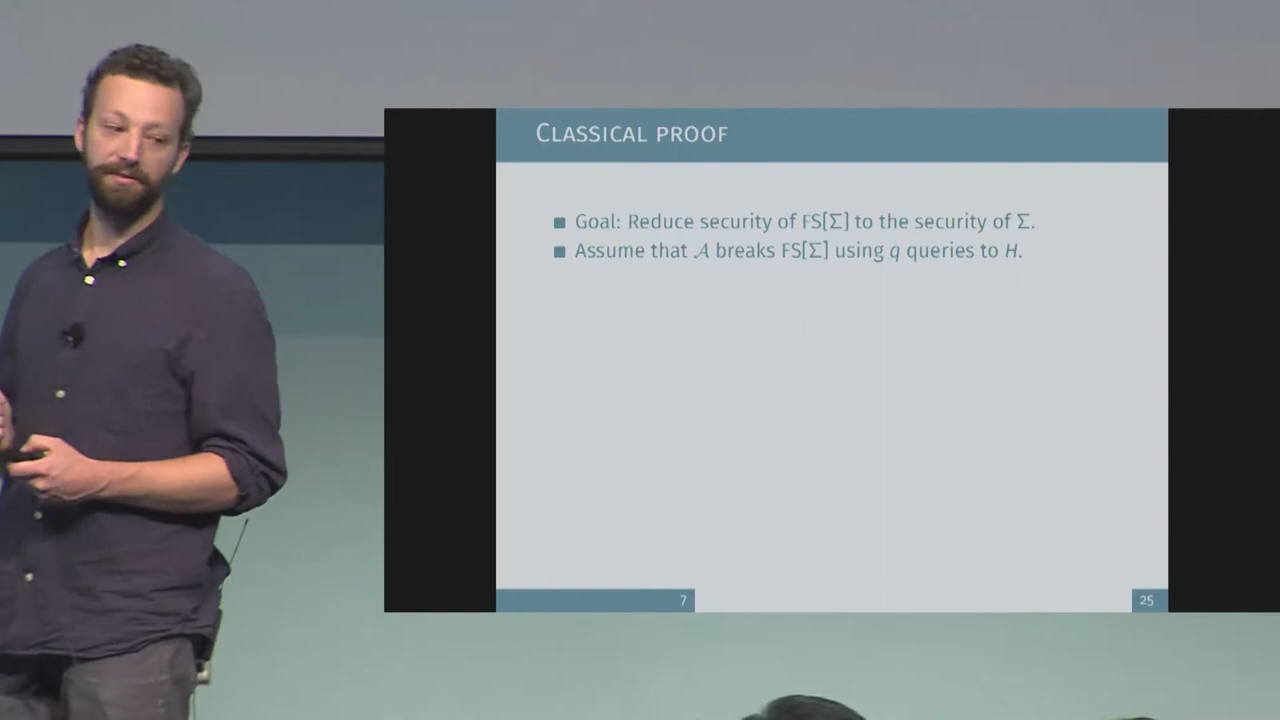 Classical proof
■ Goal: Reduce security of FS[Σ] to the security of Σ.
■ Assume that 𝒜 breaks FS[Σ] using q queries to H.
7
25